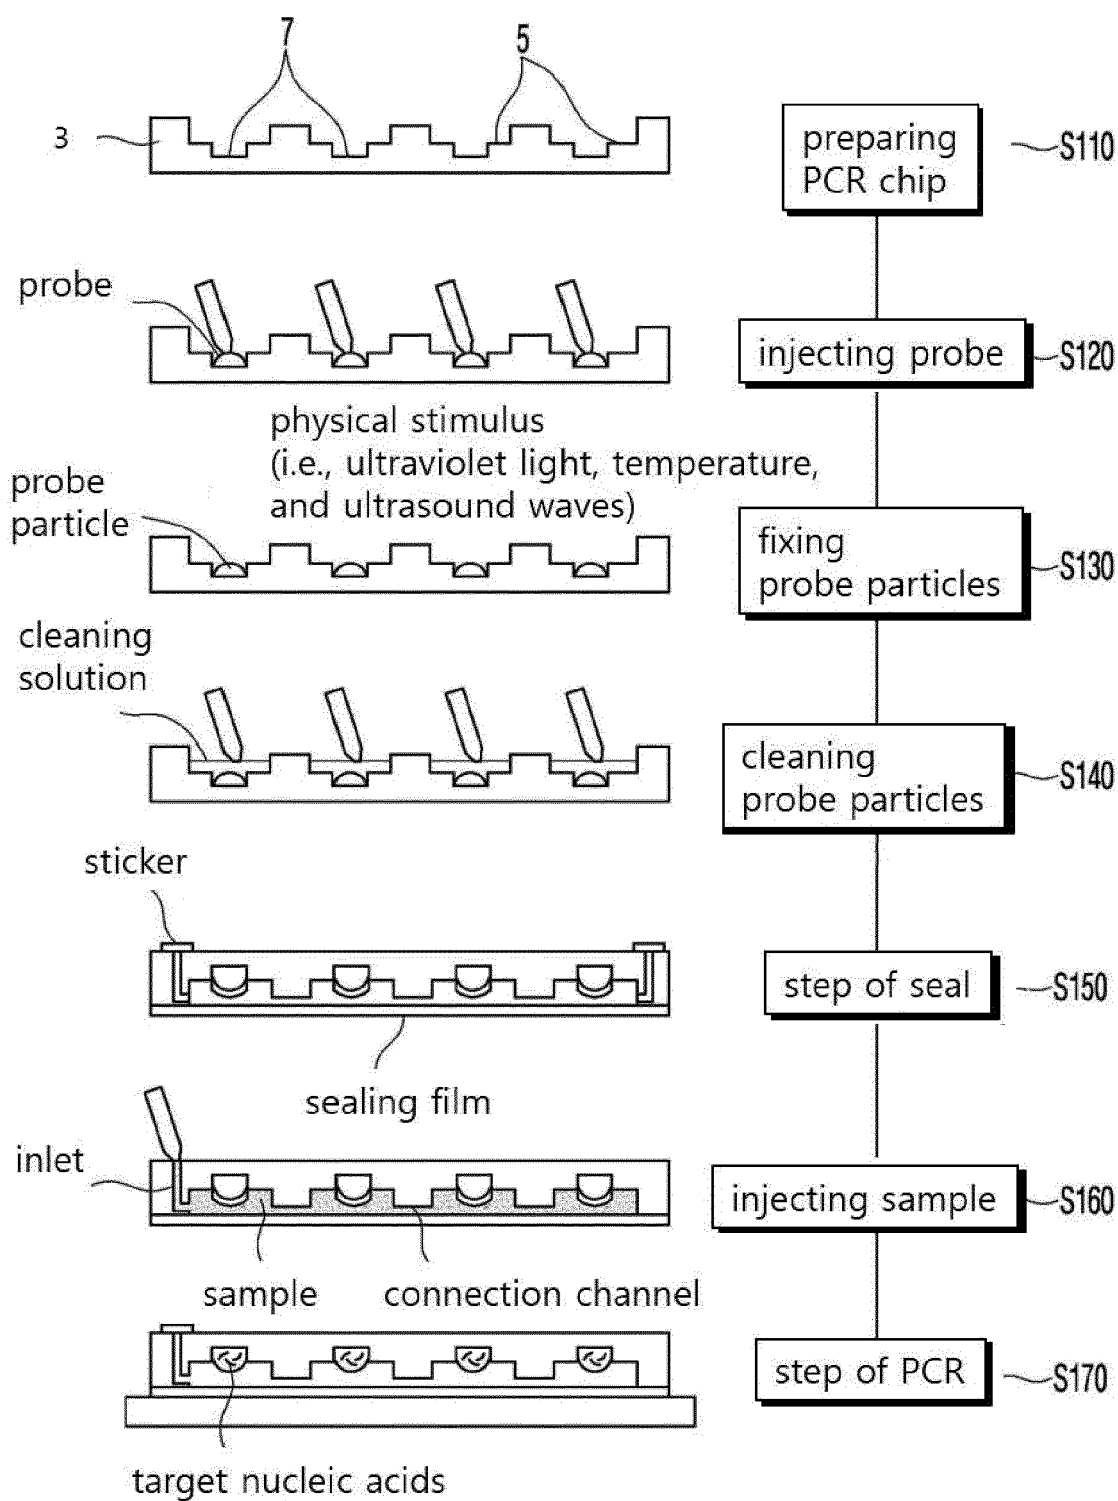 7
5
3
preparing
PCR chip
S110
probe
injecting probe
S120
physical stimulus
(i.e., ultraviolet light, temperature,
and ultrasound waves)
probe
particle
fixing
probe particles
S130
cleaning
solution
cleaning
probe particles
S140
sticker
step of seal
S150
sealing film
inlet
injecting sample
S160
sample
connection channel
step of PCR
S170
target nucleic acids